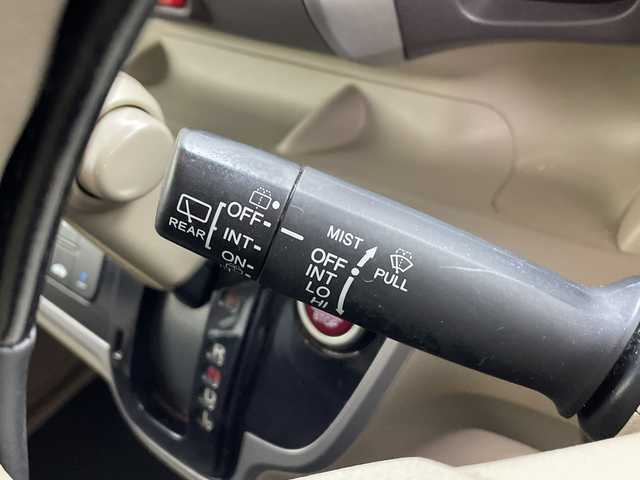 REAR
OFF
INT
ON
MIST
OFF
INT
LO
HI
PULL